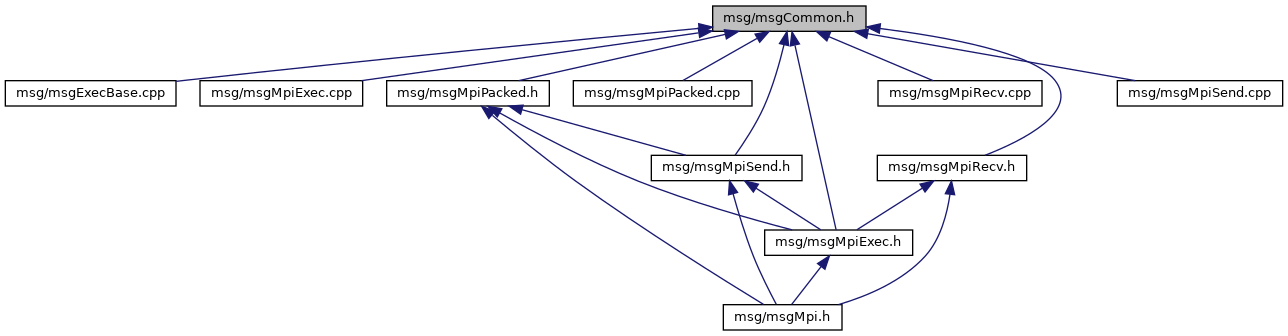 msg/msgCommon.h
msg/msgExecBase.cpp
msg/msgMpiExec.cpp
msg/msgMpiPacked.h
msg/msgMpiPacked.cpp
msg/msgMpiRecv.cpp
msg/msgMpiSend.cpp
msg/msgMpiSend.h
msg/msgMpiRecv.h
msg/msgMpiExec.h
msg/msgMpi.h